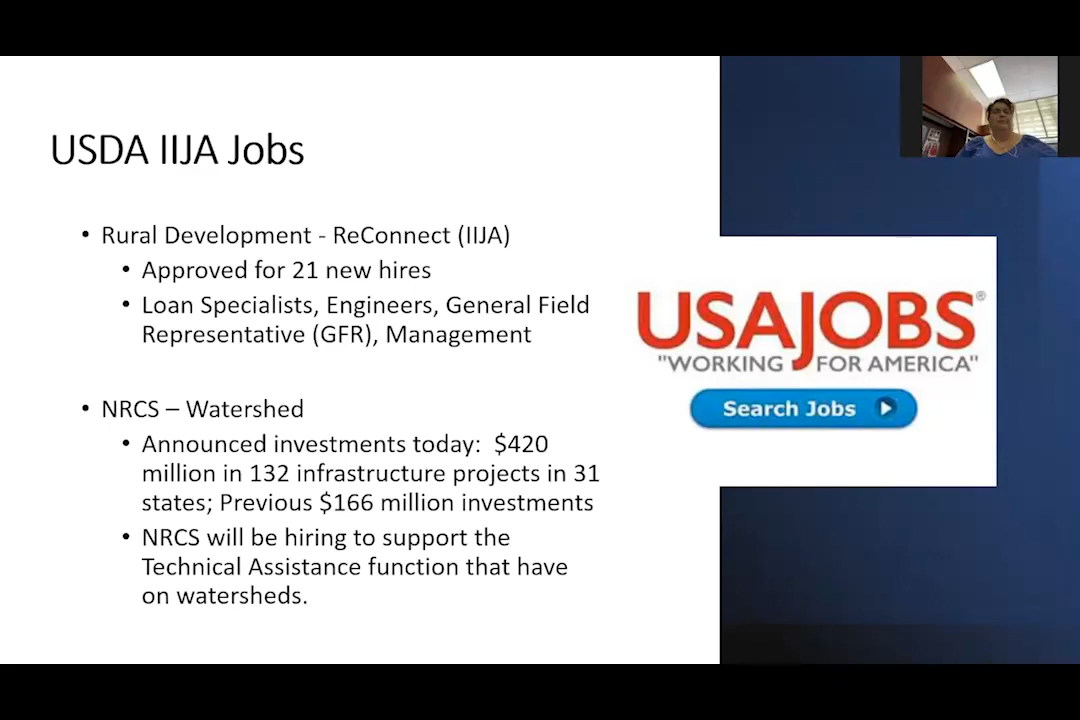 USDA IIJA Jobs
• Rural Development - ReConnect (IIJA)
• Approved for 21 new hires
• Loan Specialists, Engineers, General Field
Representative (GFR), Management
• NRCS – Watershed
• Announced investments today: $420
million in 132 infrastructure projects in 31
states; Previous $166 million investments
• NRCS will be hiring to support the
Technical Assistance function that have
on watersheds.
USAJOBS®
"WORKING FOR AMERICA"
Search Jobs